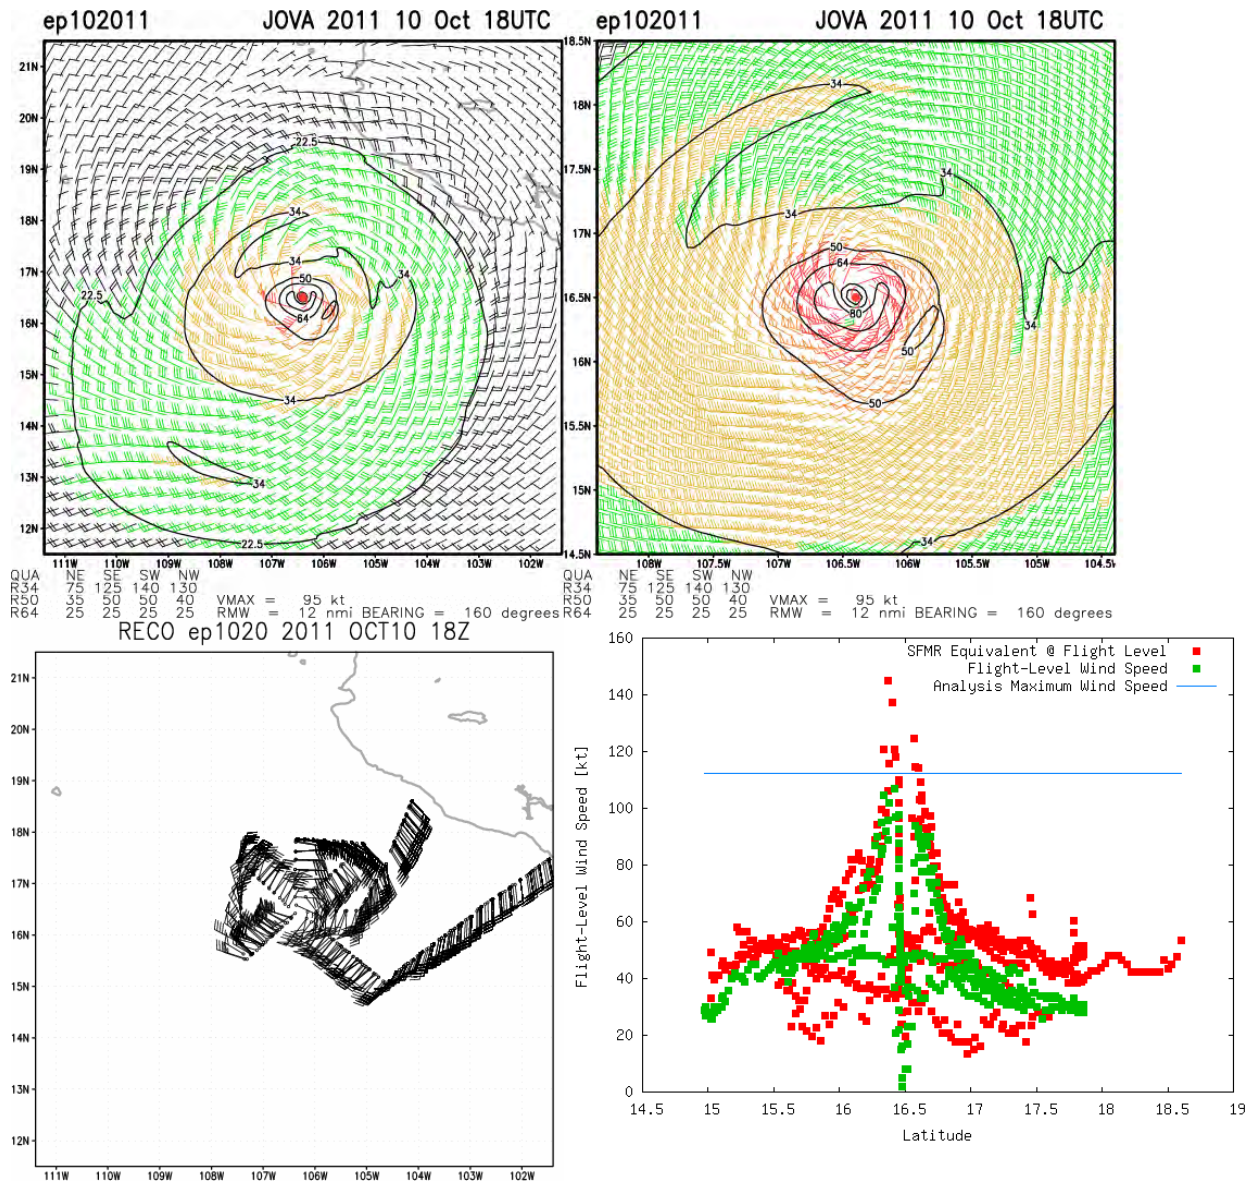 ep102011 JOVA 2011 10 Oct 18UTC
21N
20N
19N
18N
17N
16N
15N
14N
13N
12N
22.5
34
34
34
50
64
22.5
34
34
22.5
111W 110W 109W 108W 107W 106W 105W 104W 103W 102W
QUA NE SE SW NW
R34 75 125 140 130
R50 35 50 50 40 VMAX = 95 kt
R64 25 25 25 25 RMW = 12 nmi BEARING = 160 degrees
ep102011 JOVA 2011 10 Oct 18UTC
18.5N
18N
17.5N
17N
16.5N
16N
15.5N
15N
14.5N
34
34
34
50
64
80
50
34
50
34
108W 107W 106W 105.5W 105W 104.5W
QUA NE SE SW NW
R34 75 125 140 130
R50 35 50 50 40 VMAX = 95 kt
R64 25 25 25 25 RMW = 12 nmi BEARING = 160 degrees
RECO ep1020 2011 OCT10 18Z
21N
20N
19N
18N
17N
16N
15N
14N
13N
12N
111W 110W 109W 108W 107W 106W 105W 104W 103W 102W
SFMR Equivalent @ Flight Level
Flight-Level Wind Speed
Analysis Maximum Wind Speed
Flight-Level Wind Speed [kt]
160
140
120
100
80
60
40
20
0
14.5 15 15.5 16 16.5 17 17.5 18 18.5 19
Latitude